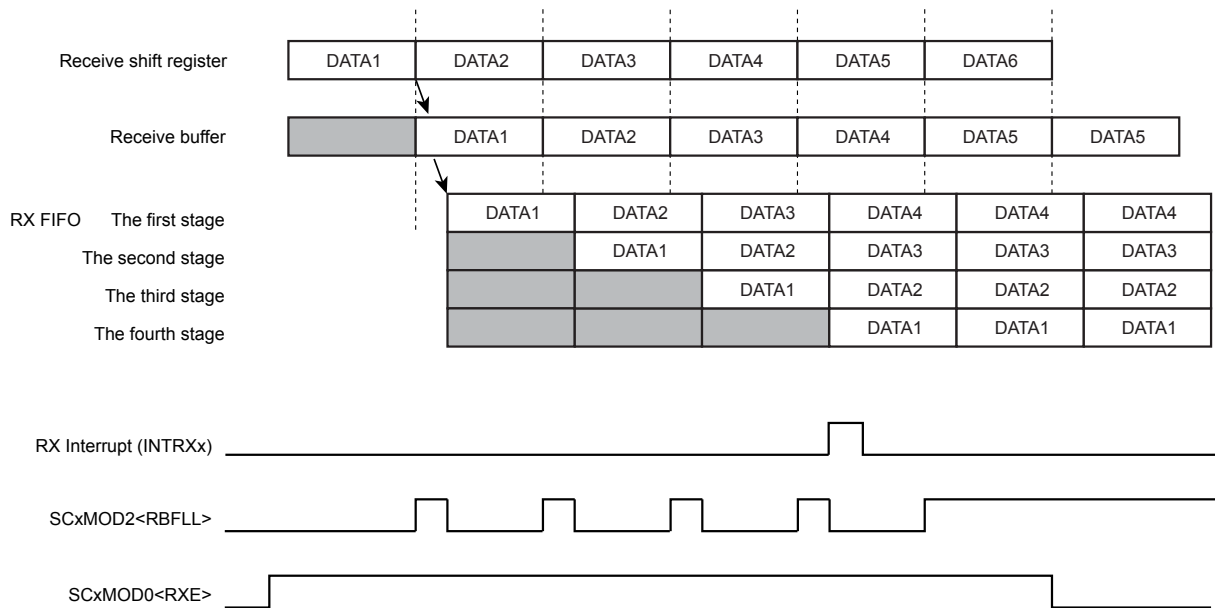 Receive shift register DATA1 DATA2 DATA3 DATA4 DATA5 DATA6
Receive buffer DATA1 DATA2 DATA3 DATA4 DATA5 DATA5
RX FIFO The first stage DATA1 DATA2 DATA3 DATA4 DATA4 DATA4
The second stage DATA1 DATA2 DATA3 DATA3 DATA3
The third stage DATA1 DATA2 DATA2 DATA2
The fourth stage DATA1 DATA1 DATA1
RX Interrupt (INTRXx)
SCxMOD2<RBFLL>
SCxMOD0<RXE>